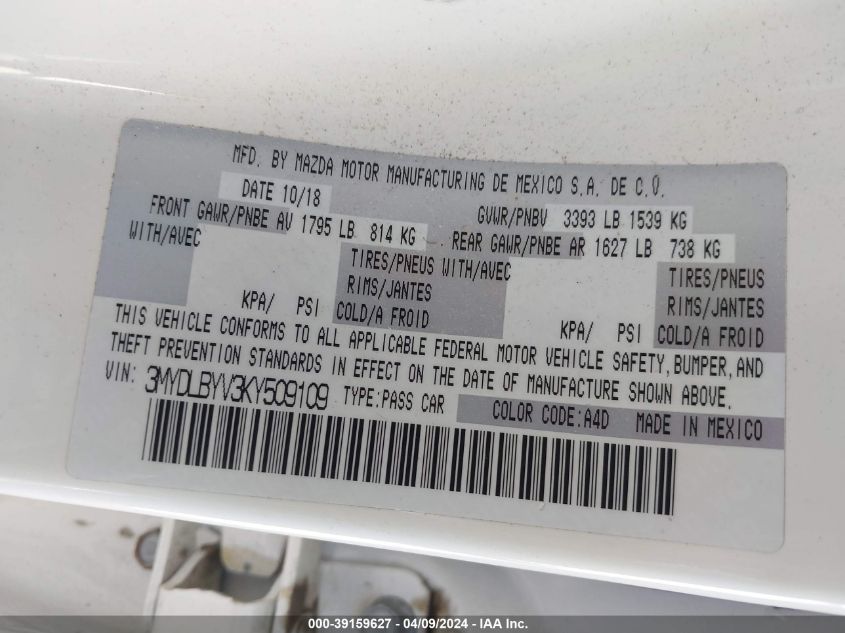 MFD. BY MAZDA MOTOR MANUFACTURING DE MEXICO S.A. DE C.V.
DATE 10/18 GVWR/PNBV 3393 LB 1539 KG
FRONT GAWR/PNBE AV 1795 LB 814 KG REAR GAWR/PNBE AR 1627 LB 738 KG
WITH/AVEC TIRES/PNEUS WITH/AVEC TIRES/PNEUS
RIMS/JANTES RIMS/JANTES
KPA/ PSI COLD/A FROID KPA/ PSI COLD/A FROID
THIS VEHICLE CONFORMS TO ALL APPLICABLE FEDERAL MOTOR VEHICLE SAFETY, BUMPER, AND
THEFT PREVENTION STANDARDS IN EFFECT ON THE DATE OF MANUFACTURE SHOWN ABOVE.
VIN: 3MYDLBYV3KY509109 TYPE:PASS CAR COLOR CODE:A4D MADE IN MEXICO
000-39159627 - 04/09/2024 - IAA Inc.